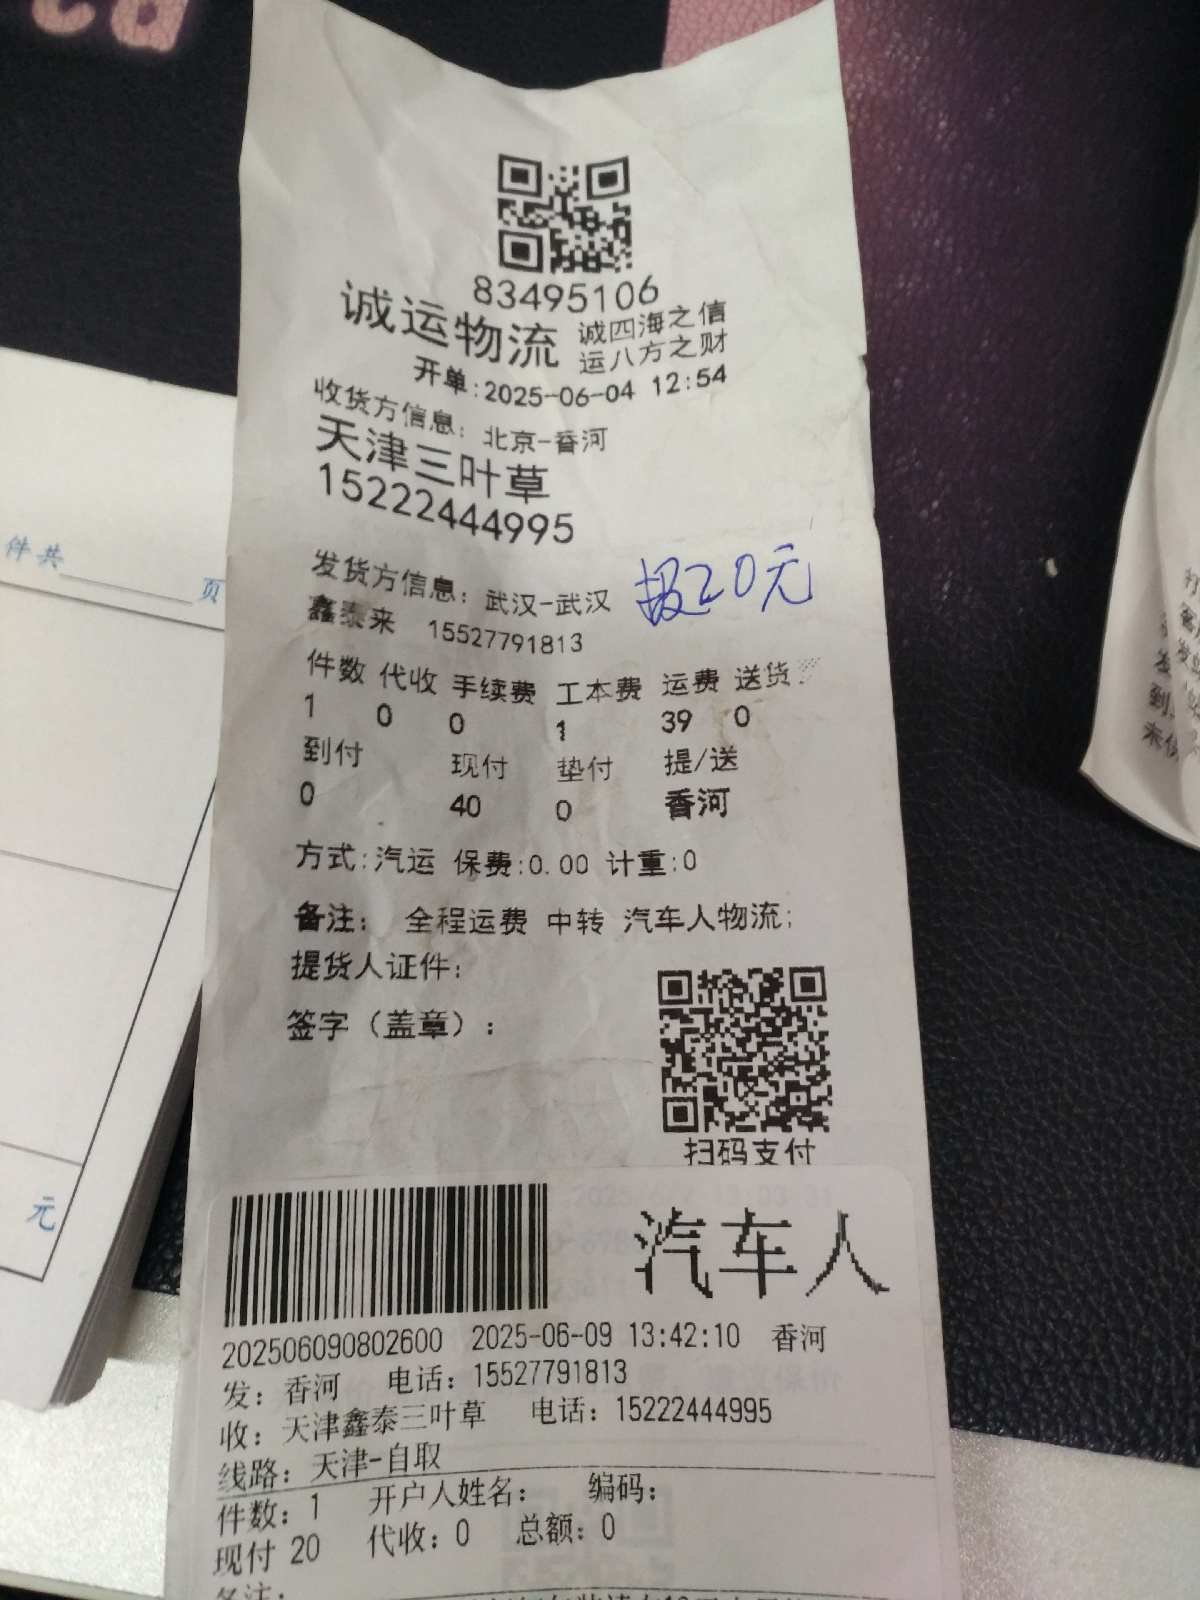 83495106
诚运物流 诚四海之信
运八方之财
开单:2025-06-04 12:54
收货方信息: 北京-香河
天津三叶草
15222444995
发货方信息: 武汉-武汉
鑫泰来 15527791813
20元
件数 代收 手续费 工本费 运费 送货
1 0 0 1 39 0
到付 现付 垫付 提/送
0 40 0 香河
方式:汽运 保费:0.00 计重:0
备注: 全程运费 中转 汽车人物流;
提货人证件:
签字（盖章）:
扫码支付
汽车人
202506090802600 2025-06-09 13:42:10 香河
发: 香河 电话: 15527791813
收: 天津鑫泰三叶草 电话: 15222444995
线路: 天津-自取
件数: 1 开户人姓名: 编码:
现付 20 代收: 0 总额: 0
备注:
件共 页
元